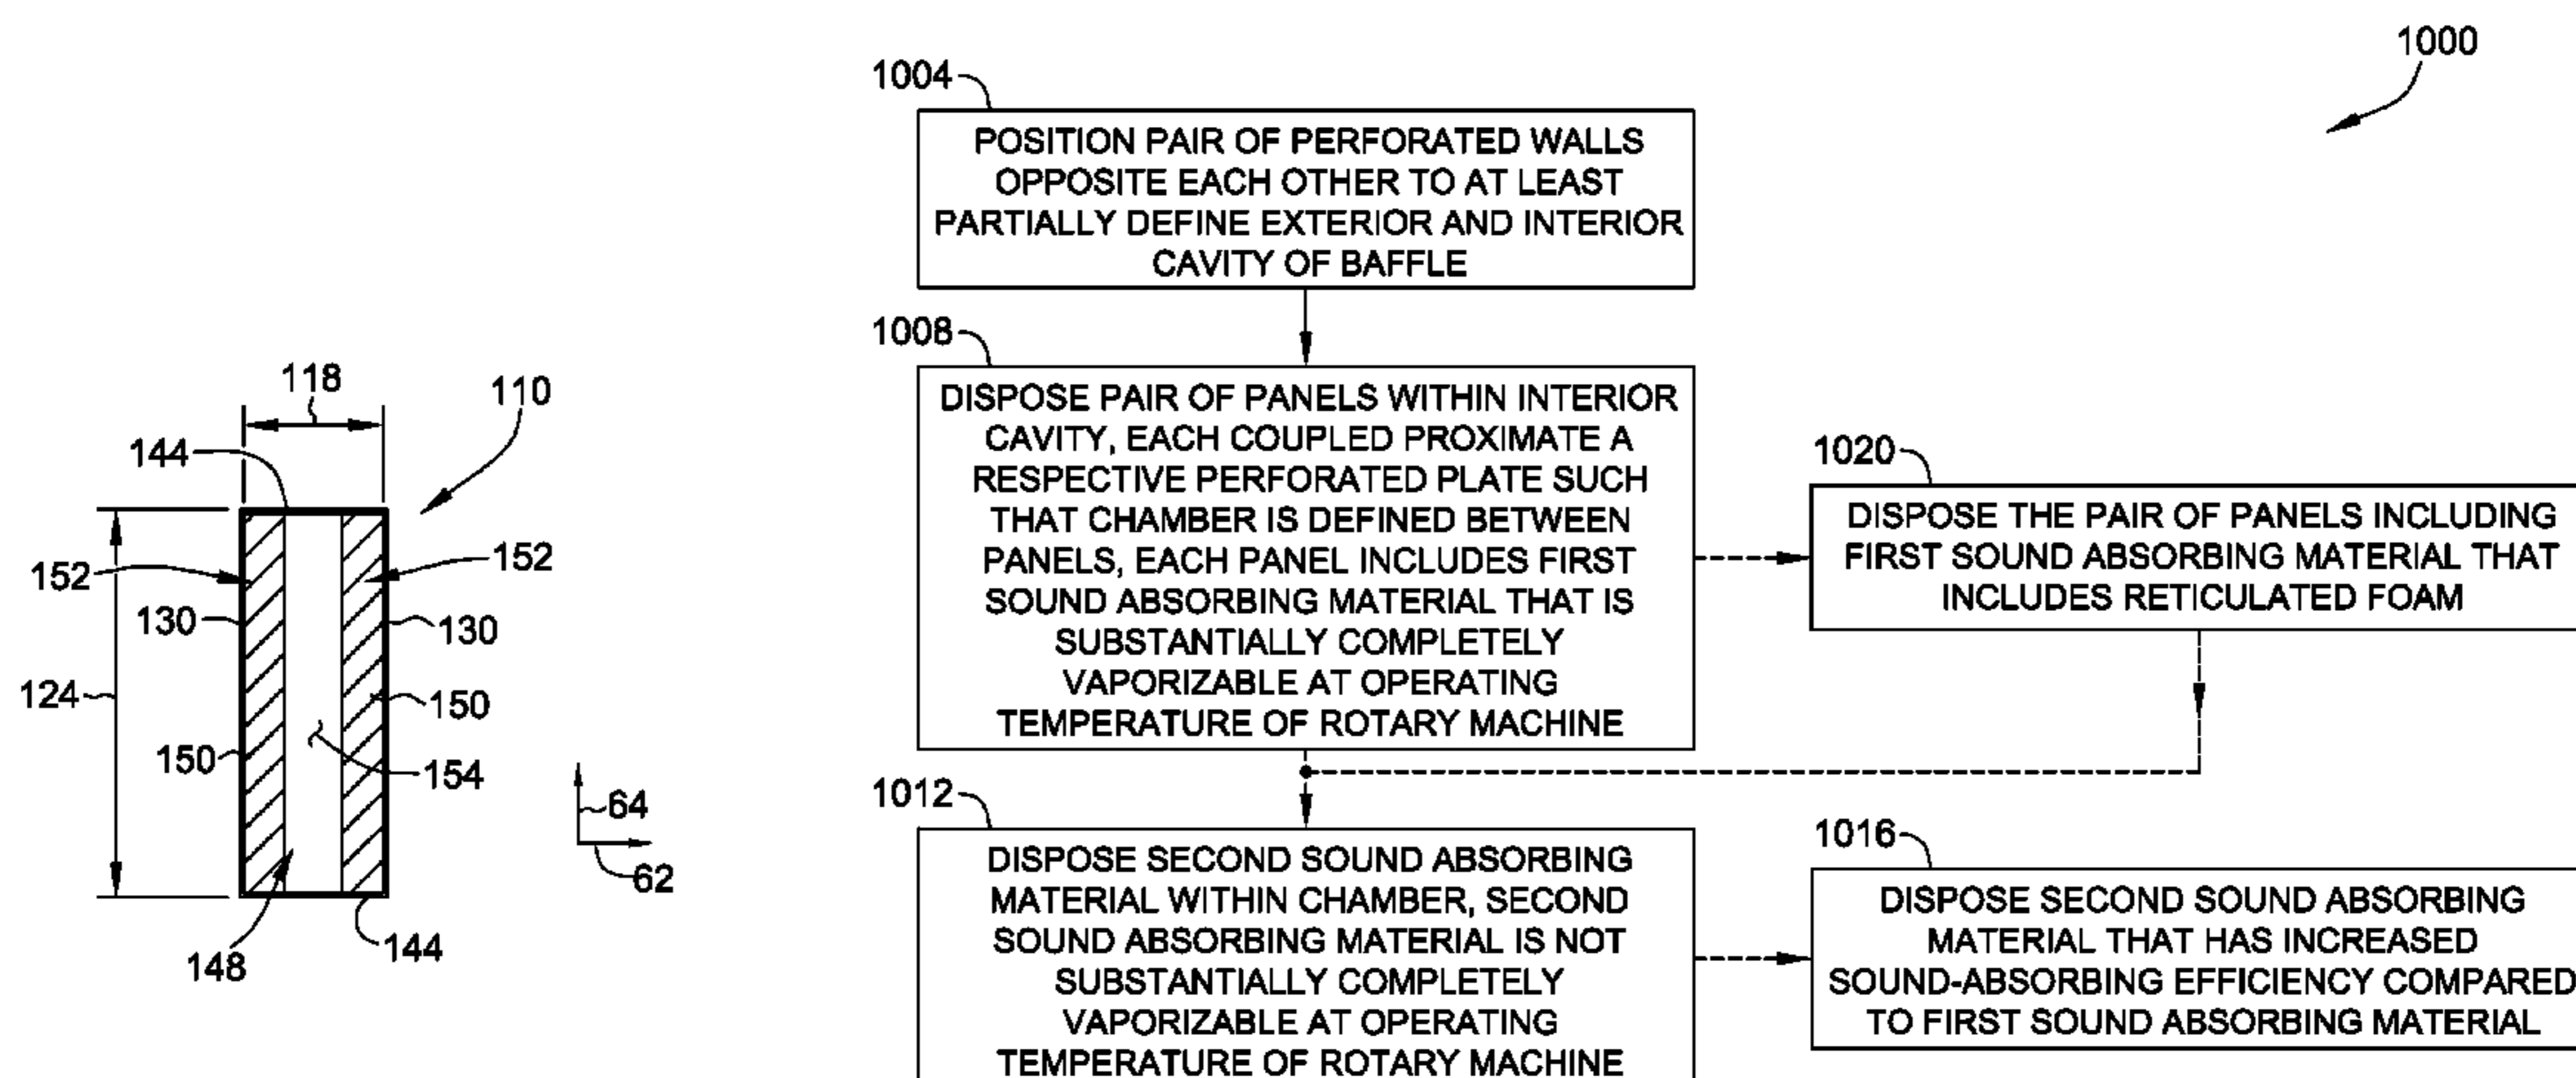 118
110
144
152
152
130
130
124
150
150
154
64
62
148
144
1000
1004
POSITION PAIR OF PERFORATED WALLS
OPPOSITE EACH OTHER TO AT LEAST
PARTIALLY DEFINE EXTERIOR AND INTERIOR
CAVITY OF BAFFLE
1008
DISPOSE PAIR OF PANELS WITHIN INTERIOR
CAVITY, EACH COUPLED PROXIMATE A
RESPECTIVE PERFORATED PLATE SUCH
THAT CHAMBER IS DEFINED BETWEEN
PANELS, EACH PANEL INCLUDES FIRST
SOUND ABSORBING MATERIAL THAT IS
SUBSTANTIALLY COMPLETELY
VAPORIZABLE AT OPERATING
TEMPERATURE OF ROTARY MACHINE
1020
DISPOSE THE PAIR OF PANELS INCLUDING
FIRST SOUND ABSORBING MATERIAL THAT
INCLUDES RETICULATED FOAM
1012
DISPOSE SECOND SOUND ABSORBING
MATERIAL WITHIN CHAMBER, SECOND
SOUND ABSORBING MATERIAL IS NOT
SUBSTANTIALLY COMPLETELY
VAPORIZABLE AT OPERATING
TEMPERATURE OF ROTARY MACHINE
1016
DISPOSE SECOND SOUND ABSORBING
MATERIAL THAT HAS INCREASED
SOUND-ABSORBING EFFICIENCY COMPARED
TO FIRST SOUND ABSORBING MATERIAL